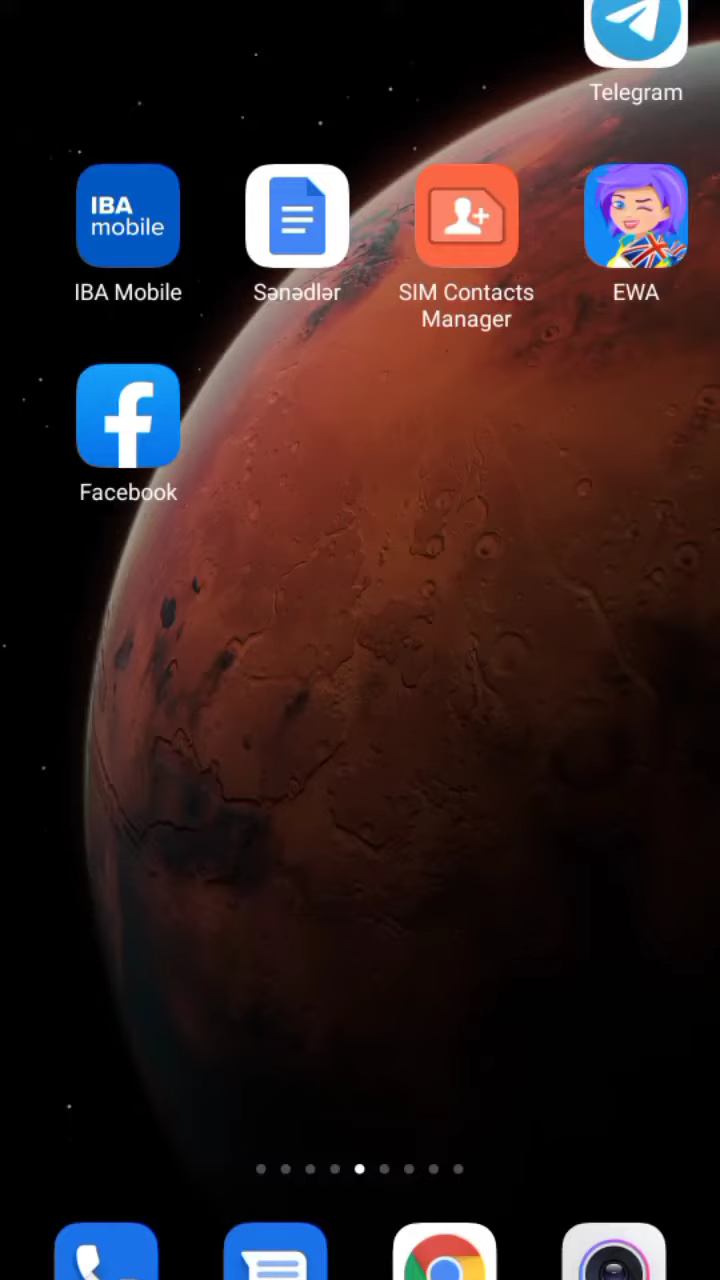 Telegram
IBA
mobile
IBA Mobile
Sənədlər
SIM Contacts
Manager
EWA
Facebook